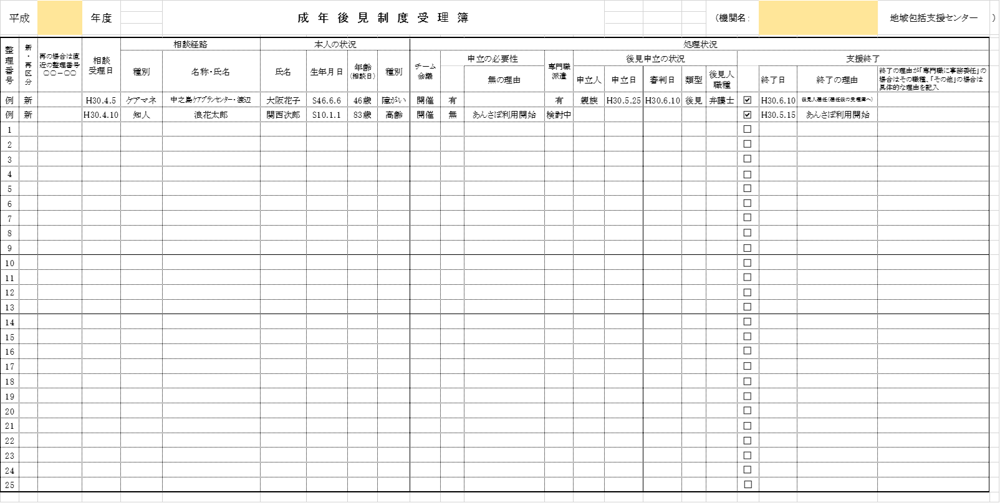 平成 年度 成年後見制度受理簿 （機関名： 地域包括支援センター ）
整理番号
新・再区分
再の場合は直
近の整理番号
○○－○○
相談
受理日
相談経路
種別 名称・氏名
本人の状況
氏名 生年月日
年齢
(相談日)
種別
処理状況
チーム
会議
申立の必要性
無の理由
専門職
派遣
後見申立の状況
申立人 申立日 審判日 類型
後見人
職種
支援終了
終了日 終了の理由
終了の理由が「専門職に事務委任」の
場合はその職種、「その他」の場合は
具体的な理由を記入
例 新 H30.4.5 ケアマネ 中之島ケアプランセンター・渡辺 大阪花子 S46.6.6 46歳 障がい 開催 有 有 親族 H30.5.25 H30.6.10 後見 弁護士 ☑ H30.6.10 後見人選任（選任後の受理簿へ）
例 新 H30.4.10 知人 浪花太郎 関西次郎 S10.1.1 83歳 高齢 開催 無 あんさぽ利用開始 検討中 ☑ H30.5.15 あんさぽ利用開始
1 □
2 □
3 □
4 □
5 □
6 □
7 □
8 □
9 □
10 □
11 □
12 □
13 □
14 □
15 □
16 □
17 □
18 □
19 □
20 □
21 □
22 □
23 □
24 □
25 □